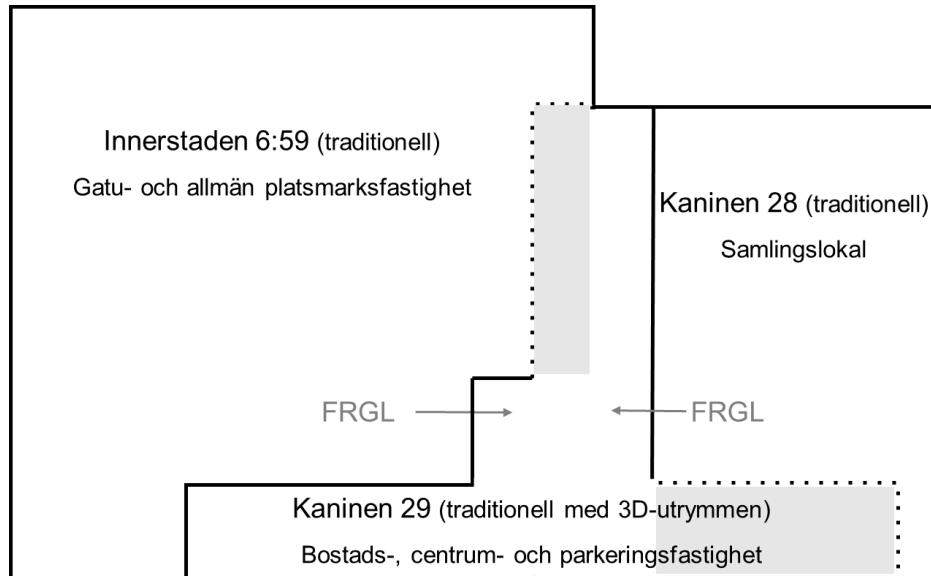 Innerstaden 6:59 (traditionell)
Gatu- och allmän platsmarksfastighet
Kaninen 28 (traditionell)
Samlingslokal
FRGL
FRGL
Kaninen 29 (traditionell med 3D-utrymmen)
Bostads-, centrum- och parkeringsfastighet